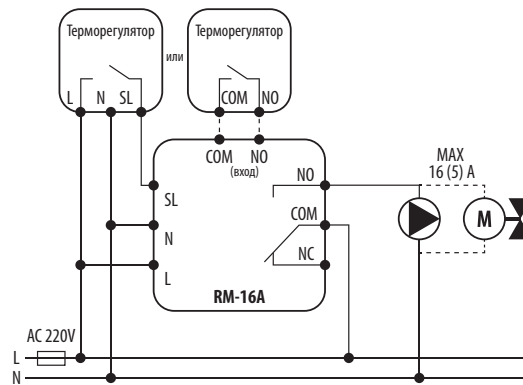 Терморегулятор
или
Терморегулятор
L N SL
COM NO
COM NO
(вход)
MAX
16 (5) A
NO
SL
COM
N
M
NC
L
RM-16A
AC 220V
L
N